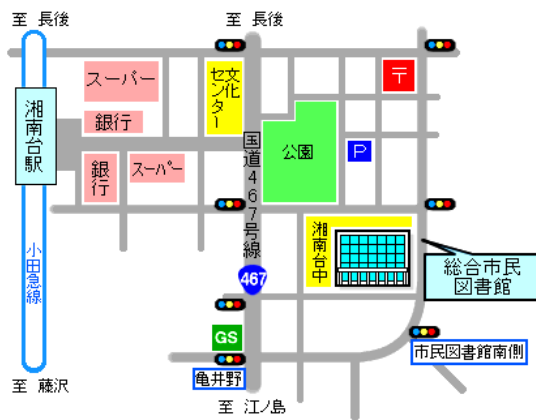 至 長後
至 長後
スーパー
文化センター
〒
湘南台駅
銀行
国道467号線
公園
P
銀行
スーパー
湘南台中
小田急線
総合市民
図書館
467
GS
市民図書館南側
亀井野
至 藤沢
至 江ノ島